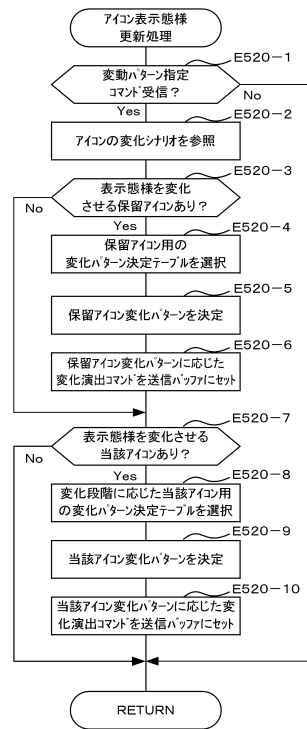 アイコン表示態様
更新処理
E520-1
変動パターン指定
コマンド受信？
No
Yes
E520-2
アイコンの変化シナリオを参照
E520-3
表示態様を変化
させる保留アイコンあり？
No
Yes
E520-4
保留アイコン用の
変化パターン決定テーブルを選択
E520-5
保留アイコン変化パターンを決定
E520-6
保留アイコン変化パターンに応じた
変化演出コマンドを送信バッファにセット
E520-7
表示態様を変化させる
当該アイコンあり？
No
Yes
E520-8
変化段階に応じた当該アイコン用
の変化パターン決定テーブルを選択
E520-9
当該アイコン変化パターンを決定
E520-10
当該アイコン変化パターンに応じた変
化演出コマンドを送信バッファにセット
RETURN